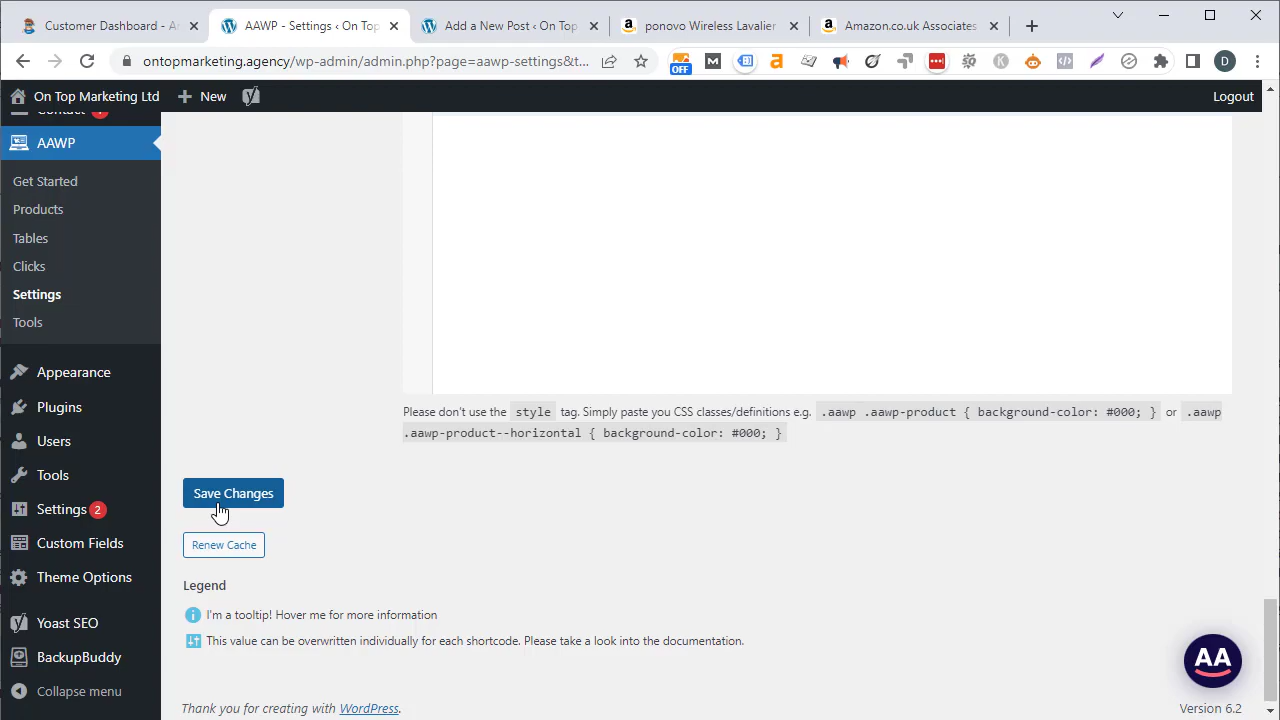 Customer Dashboard - Ar
AAWP - Settings ‹ On Top
Add a New Post ‹ On Top
ponovo Wireless Lavalier
Amazon.co.uk Associates
ontopmarketing.agency/wp-admin/admin.php?page=aawp-settings&t...
OFF
D
On Top Marketing Ltd
New
Logout
AAWP
Get Started
Products
Tables
Clicks
Settings
Tools
Appearance
Plugins
Users
Tools
Settings 2
Custom Fields
Theme Options
Yoast SEO
BackupBuddy
Collapse menu
Please don't use the style tag. Simply paste you CSS classes/definitions e.g. .aawp .aawp-product { background-color: #000; } or .aawp
.aawp-product--horizontal { background-color: #000; }
Save Changes
Renew Cache
Legend
I'm a tooltip! Hover me for more information
This value can be overwritten individually for each shortcode. Please take a look into the documentation.
AA
Thank you for creating with WordPress.
Version 6.2